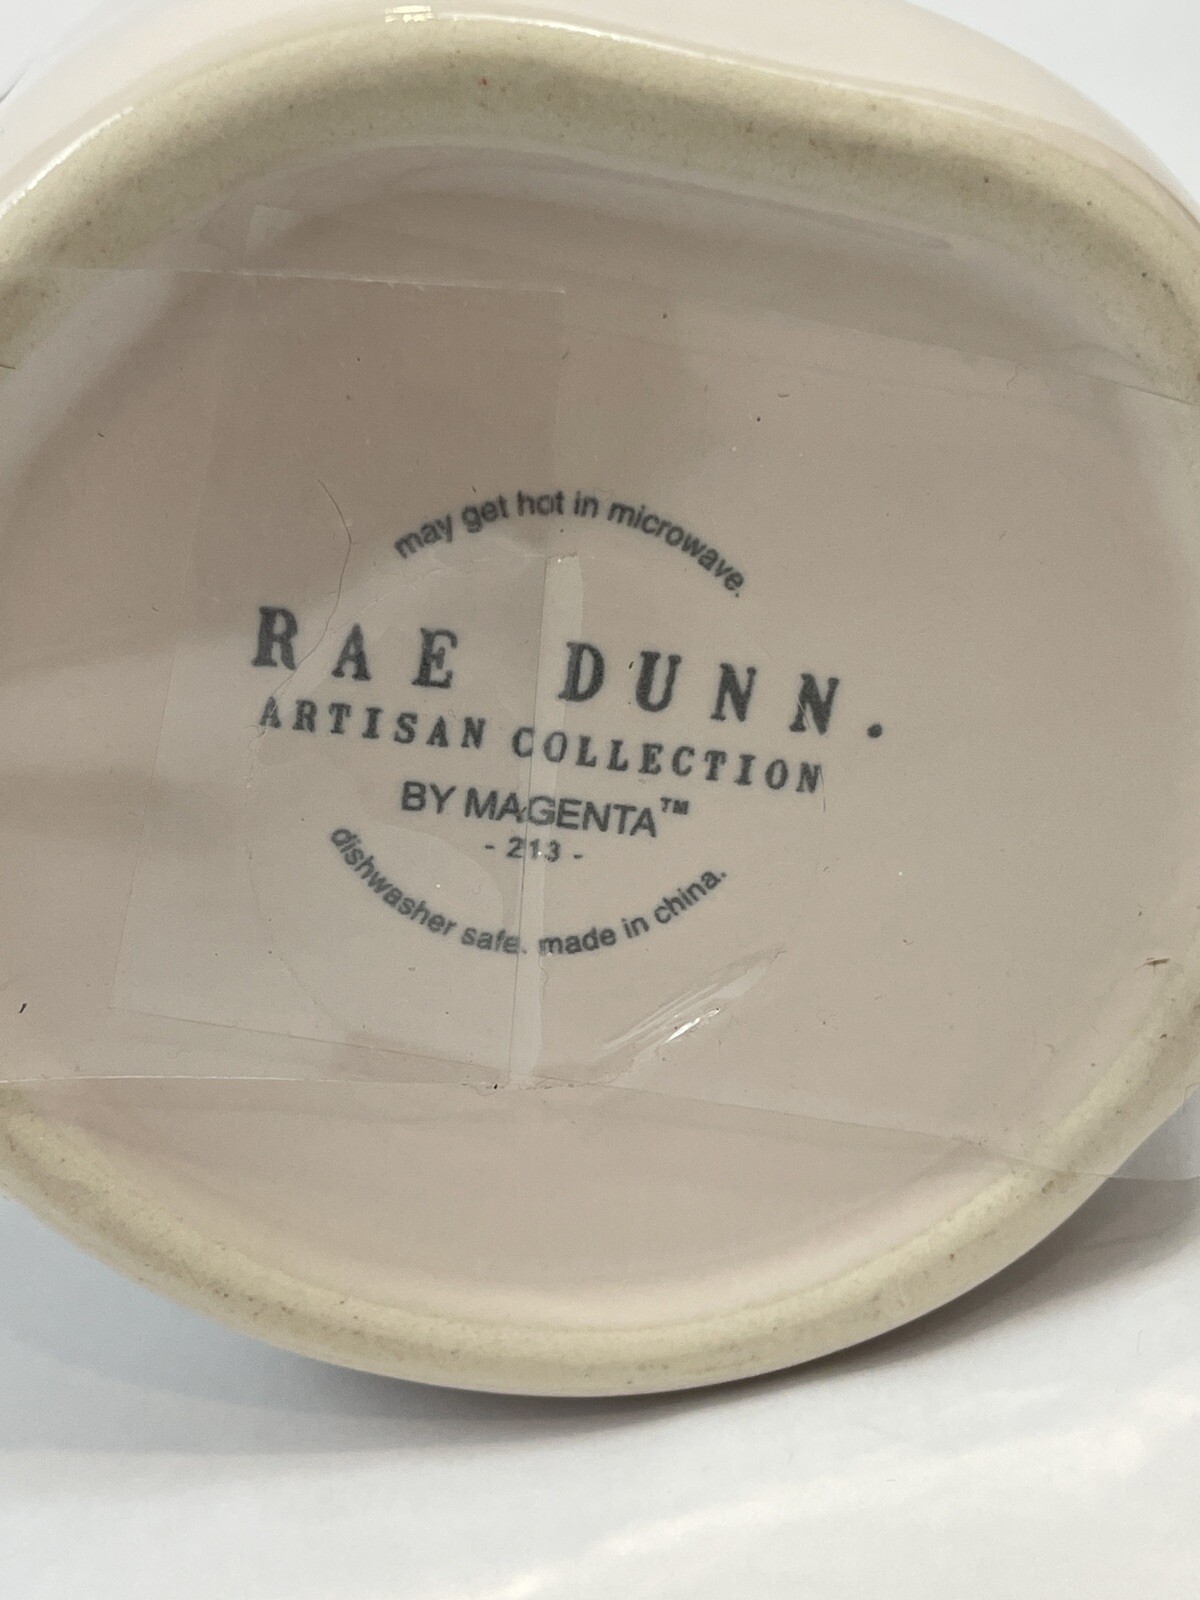 may get hot in microwave.
RAE DUNN.
ARTISAN COLLECTION
BY MAGENTA™
- 213 -
dishwasher safe. made in china.